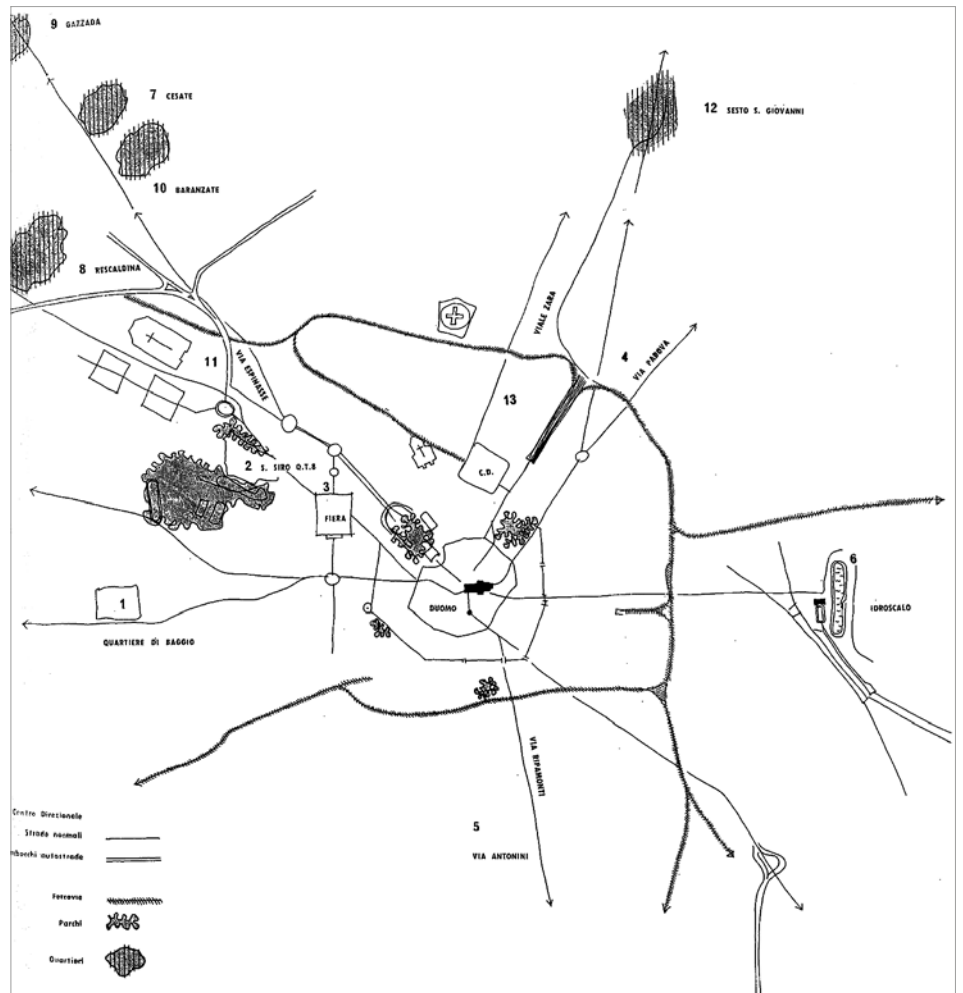 9 GAZZADA
7 CESATE
12 SESTO S. GIOVANNI
10 BARANZATE
8 RESCALDINA
VIALE ZARA
4
VIA PADOVA
11
VIA ESPINASSE
13
C.D.
2 S. SIRO Q.T.8
3
FIERA
6
IDROSCALO
1
DUOMO
QUARTIERE DI BAGGIO
VIA RIPAMONTI
5
VIA ANTONINI
Centro Direzionale
Strade normali
autostrade
Ferrovie
Parchi
Quartieri